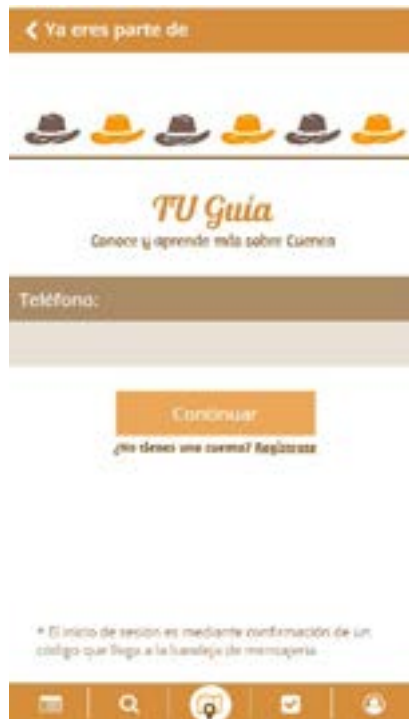 Ya eres parte de
TU Guía
Conoce y aprende más sobre Cuenca
Teléfono:
Continuar
¿No tienes una cuenta? Regístrate
* El inicio de sesión es mediante confirmación de un
código que llega a la bandeja de mensajería